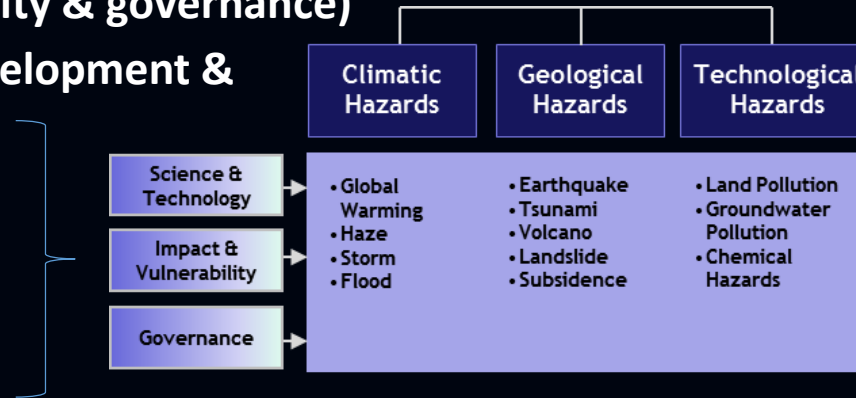 ity & governance)
elopment &
Climatic
Hazards
Geological
Hazards
Technological
Hazards
Science &
Technology
Impact &
Vulnerability
Governance
• Global
Warming
• Haze
• Storm
• Flood
• Earthquake
• Tsunami
• Volcano
• Landslide
• Subsidence
• Land Pollution
• Groundwater
Pollution
• Chemical
Hazards